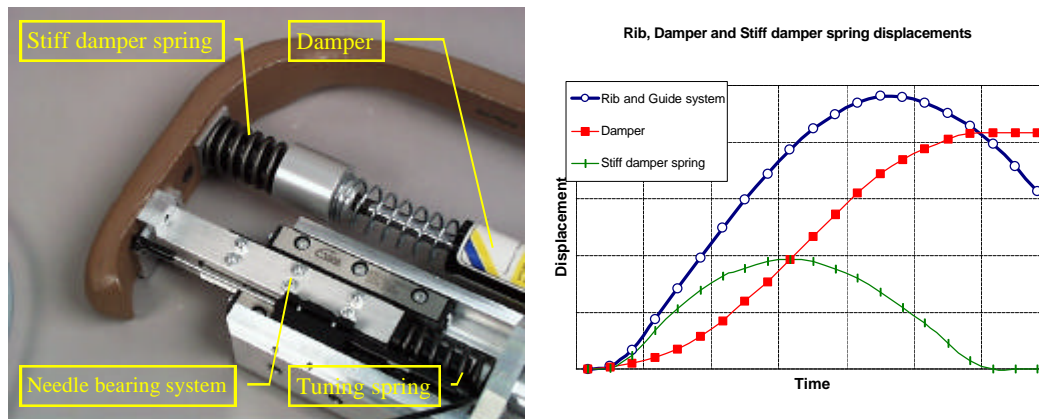 Stiff damper spring
Damper
Needle bearing system
Tuning spring
Rib, Damper and Stiff damper spring displacements
Rib and Guide system
Damper
Stiff damper spring
Displacement
Time